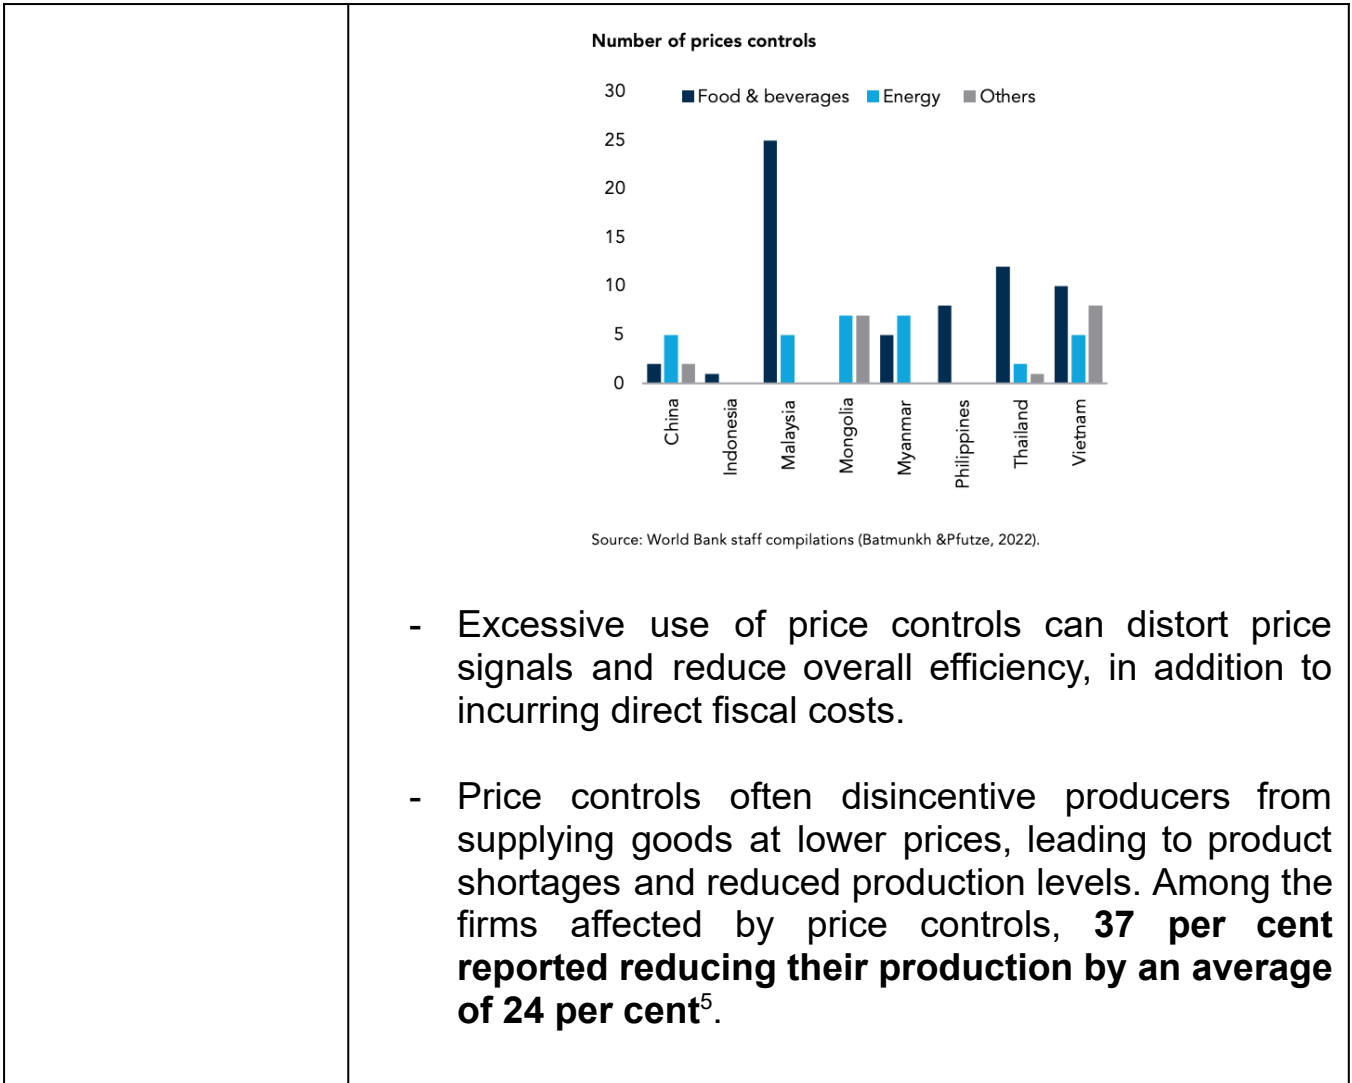 Number of prices controls
Food & beverages Energy Others
30
25
20
15
10
5
0
China
Indonesia
Malaysia
Mongolia
Myanmar
Philippines
Thailand
Vietnam
Source: World Bank staff compilations (Batmunkh &Pfutze, 2022).
- Excessive use of price controls can distort price
signals and reduce overall efficiency, in addition to
incurring direct fiscal costs.
- Price controls often disincentive producers from
supplying goods at lower prices, leading to product
shortages and reduced production levels. Among the
firms affected by price controls, 37 per cent
reported reducing their production by an average
of 24 per cent⁵.